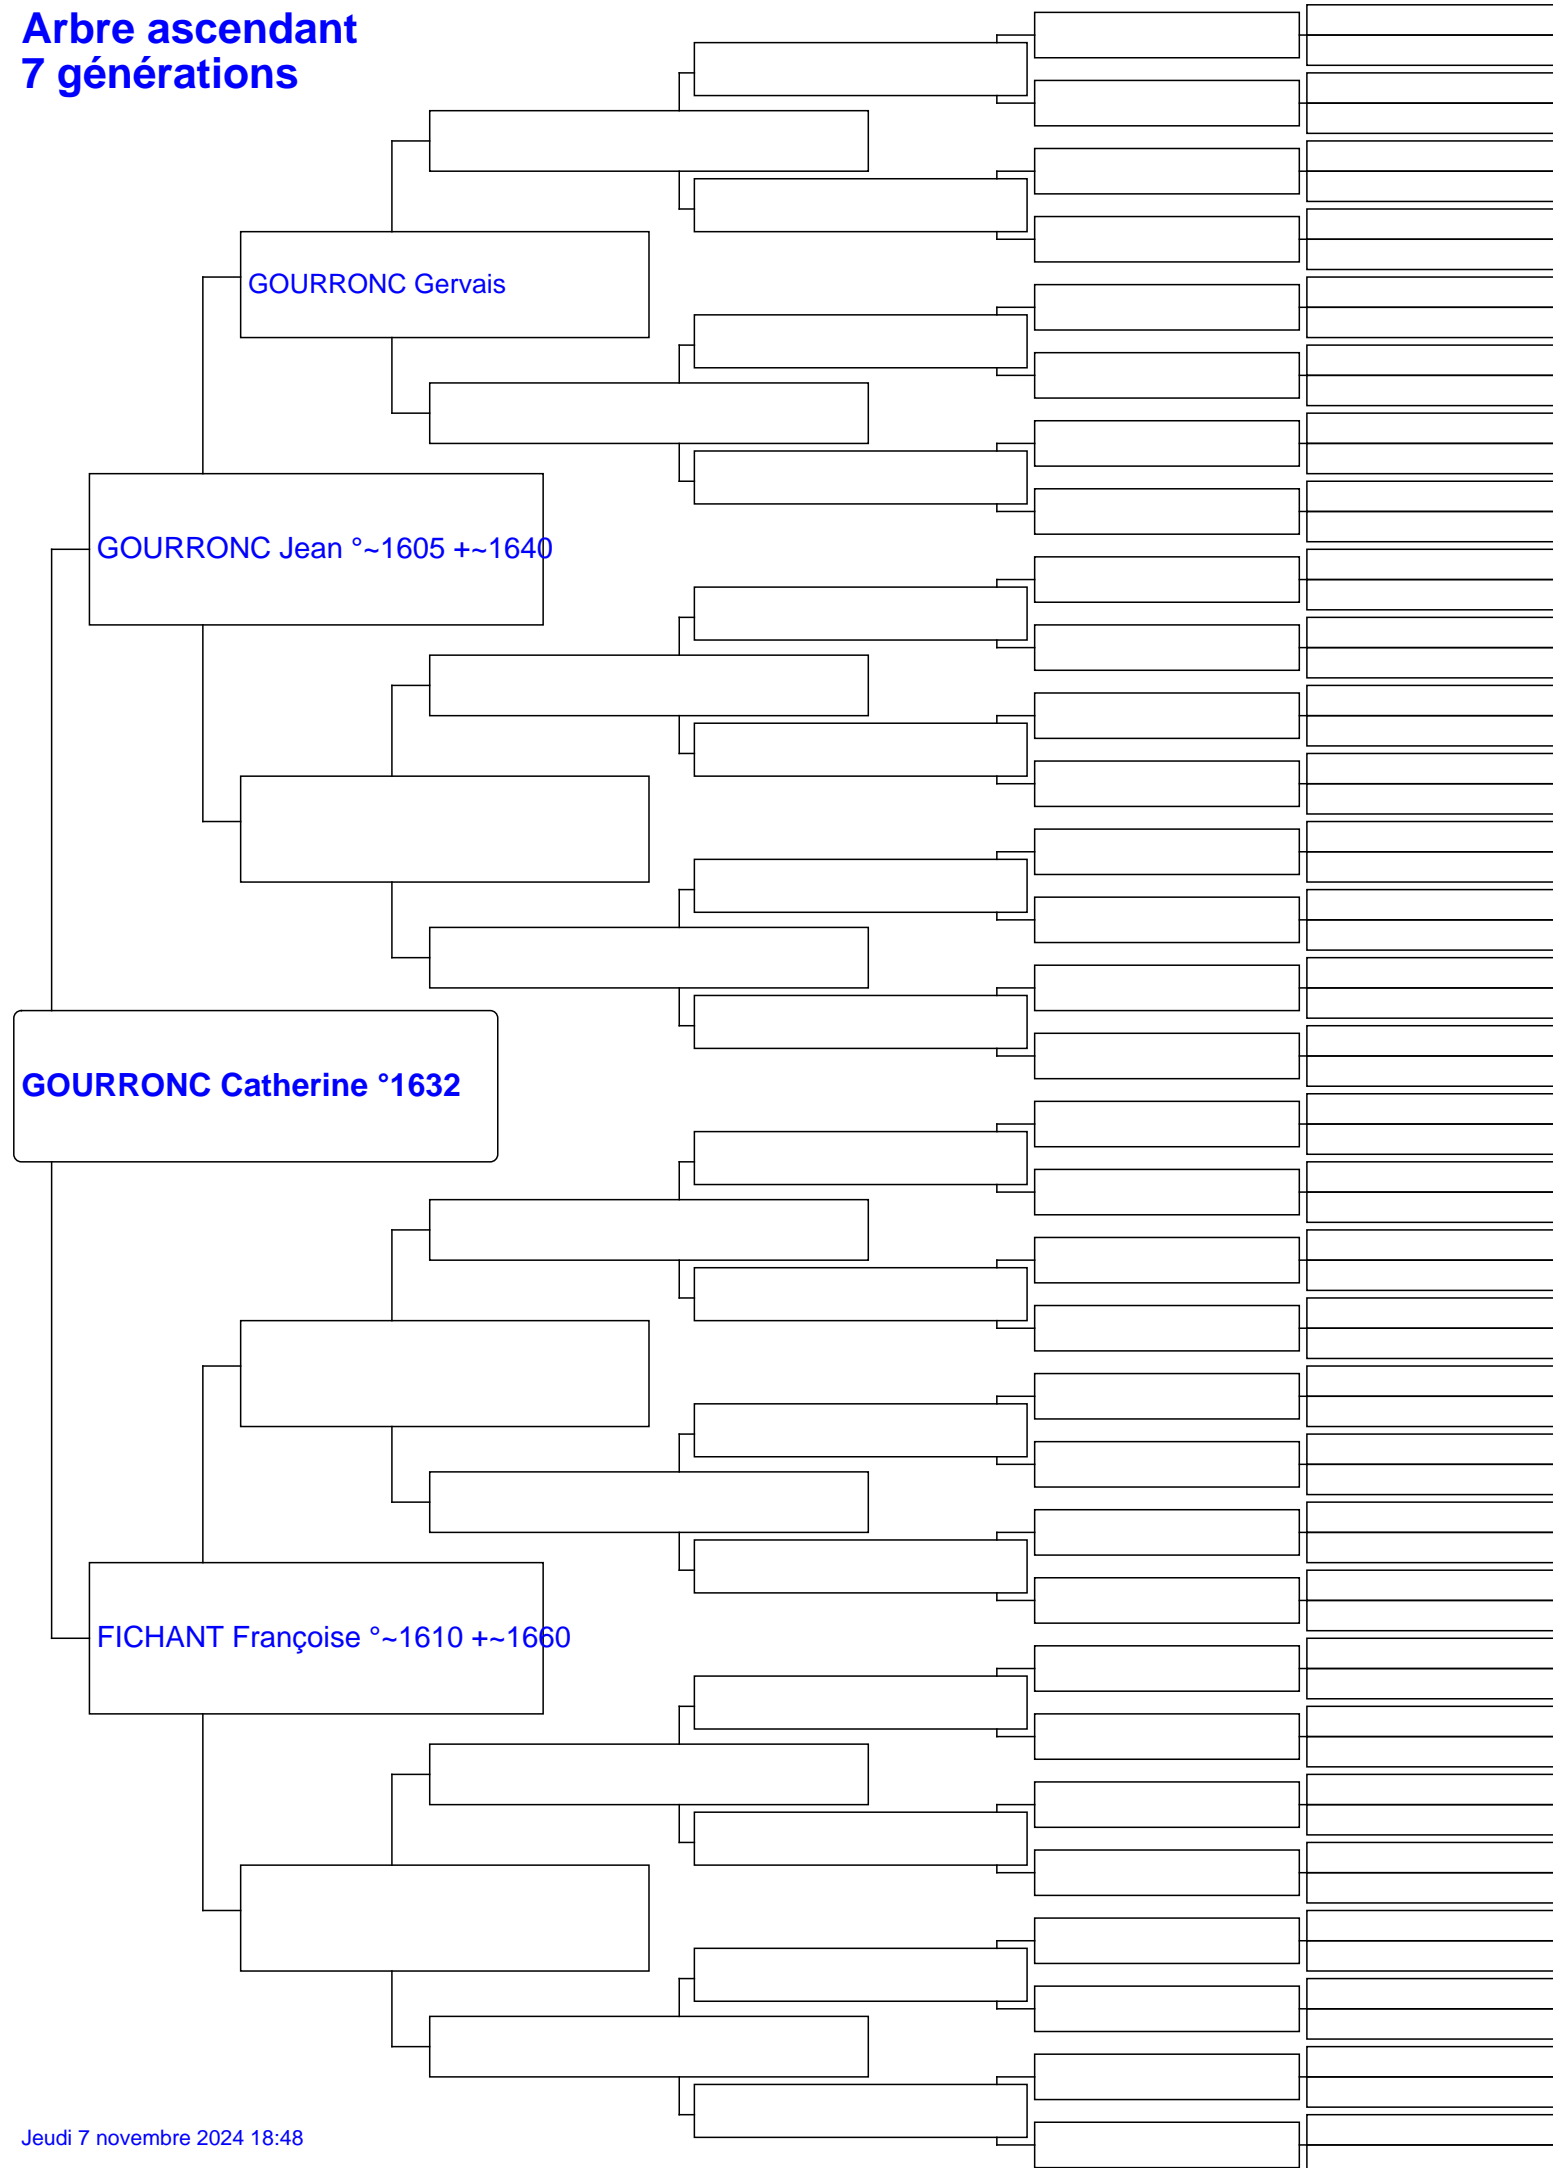 Arbre ascendant
7 générations
GOURRONC Gervais
GOURRONC Jean °~1605 +~1640
GOURRONC Catherine °1632
FICHANT Françoise °~1610 +~1660
Jeudi 7 novembre 2024 18:48